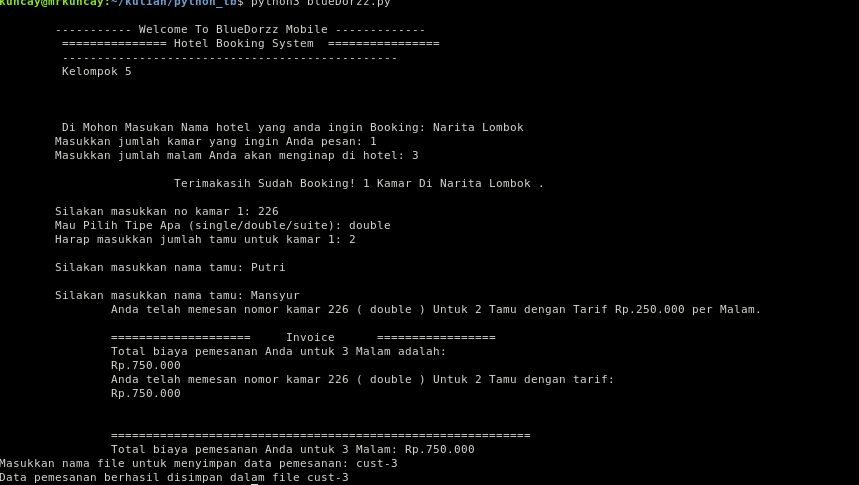 kuncay@mrkuncay:~/kuliah/python_tb$ python3 blueDorzz.py
----------- Welcome To BlueDorzz Mobile -------------
=============== Hotel Booking System  ================
------------------------------------------------
Kelompok 5
Di Mohon Masukan Nama hotel yang anda ingin Booking: Narita Lombok
Masukkan jumlah kamar yang ingin Anda pesan: 1
Masukkan jumlah malam Anda akan menginap di hotel: 3
Terimakasih Sudah Booking! 1 Kamar Di Narita Lombok .
Silakan masukkan no kamar 1: 226
Mau Pilih Tipe Apa (single/double/suite): double
Harap masukkan jumlah tamu untuk kamar 1: 2
Silakan masukkan nama tamu: Putri
Silakan masukkan nama tamu: Mansyur
Anda telah memesan nomor kamar 226 ( double ) Untuk 2 Tamu dengan Tarif Rp.250.000 per Malam.
====================     Invoice      =================
Total biaya pemesanan Anda untuk 3 Malam adalah:
Rp.750.000
Anda telah memesan nomor kamar 226 ( double ) Untuk 2 Tamu dengan tarif:
Rp.750.000
============================================================
Total biaya pemesanan Anda untuk 3 Malam: Rp.750.000
Masukkan nama file untuk menyimpan data pemesanan: cust-3
Data pemesanan berhasil disimpan dalam file cust-3